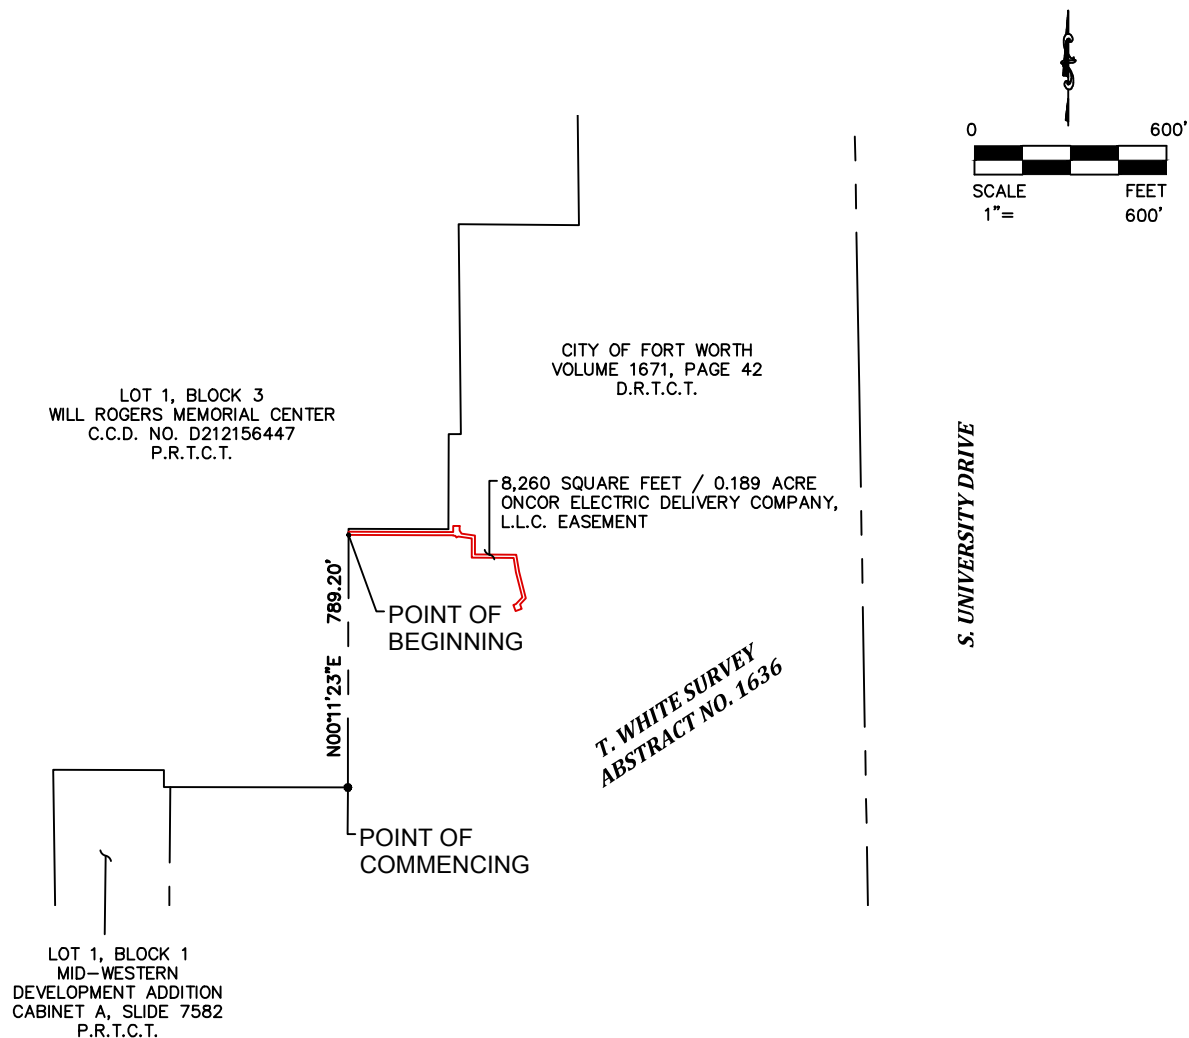 0 600'
SCALE FEET
1"= 600'
CITY OF FORT WORTH
VOLUME 1671, PAGE 42
D.R.T.C.T.
LOT 1, BLOCK 3
WILL ROGERS MEMORIAL CENTER
C.C.D. NO. D212156447
P.R.T.C.T.
8,260 SQUARE FEET / 0.189 ACRE
ONCOR ELECTRIC DELIVERY COMPANY,
L.L.C. EASEMENT
S. UNIVERSITY DRIVE
POINT OF
BEGINNING
N00°11'23"E 789.20'
T. WHITE SURVEY
ABSTRACT NO. 1636
POINT OF
COMMENCING
LOT 1, BLOCK 1
MID-WESTERN
DEVELOPMENT ADDITION
CABINET A, SLIDE 7582
P.R.T.C.T.